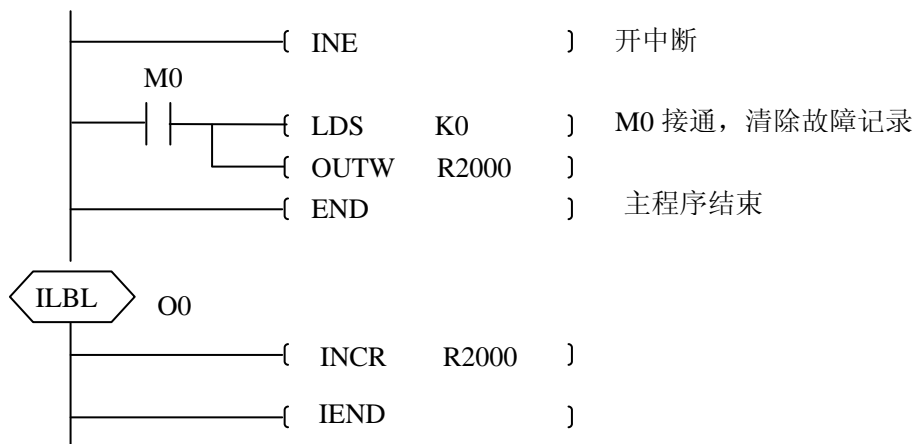 INE 开中断
M0
LDS K0 M0 接通，清除故障记录
OUTW R2000
END 主程序结束
ILBL O0
INCR R2000
IEND